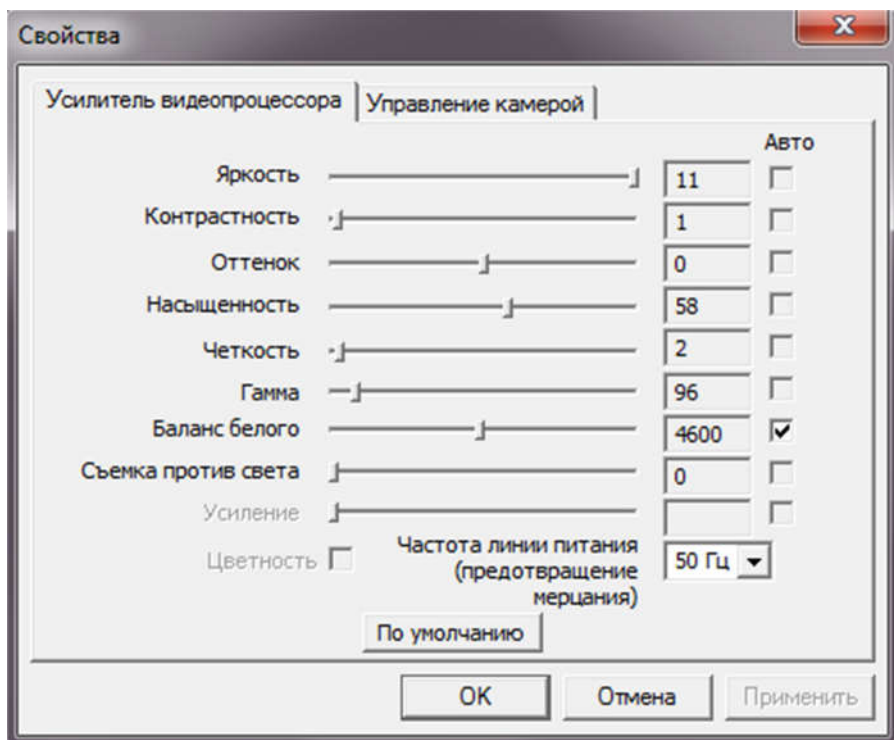 Свойства
Усилитель видеопроцессора Управление камерой
Авто
Яркость 11
Контрастность 1
Оттенок 0
Насыщенность 58
Четкость 2
Гамма 96
Баланс белого 4600
Съемка против света 0
Усиление
Цветность Частота линии питания 50 Гц
(предотвращение
мерцания)
По умолчанию
OK Отмена Применить